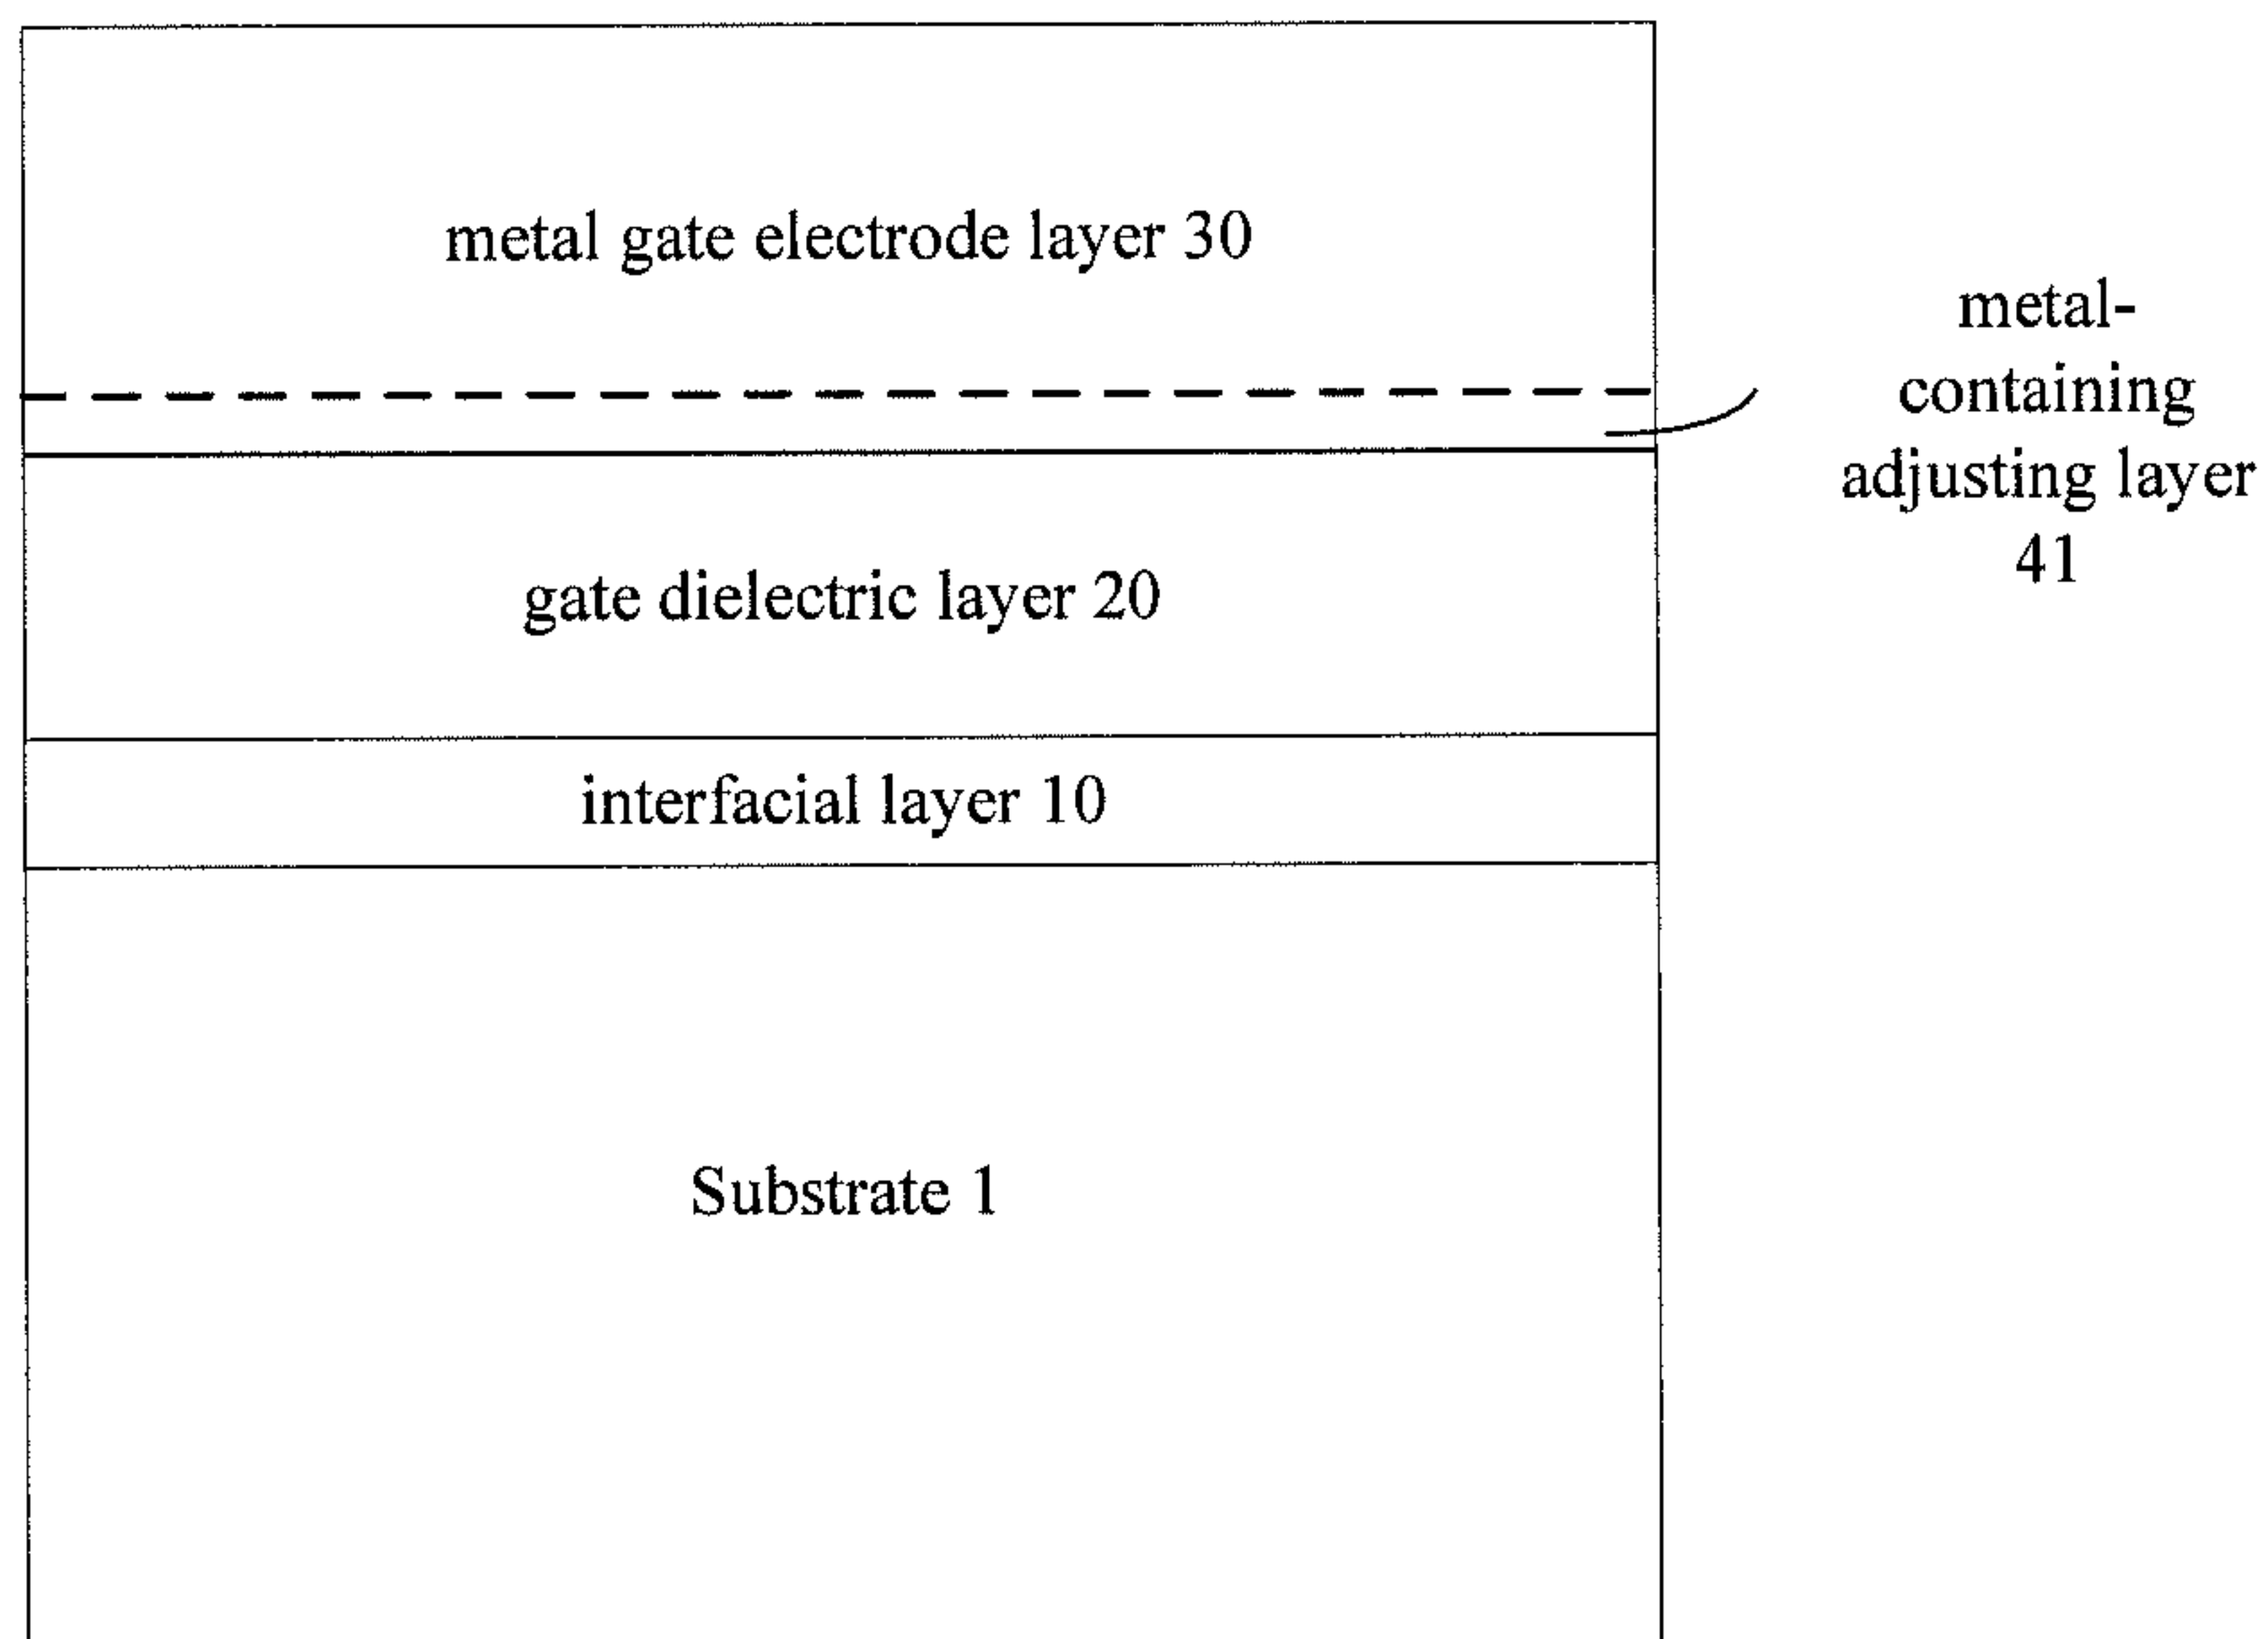 metal gate electrode layer 30
metal-
containing
adjusting layer
41
gate dielectric layer 20
interfacial layer 10
Substrate 1